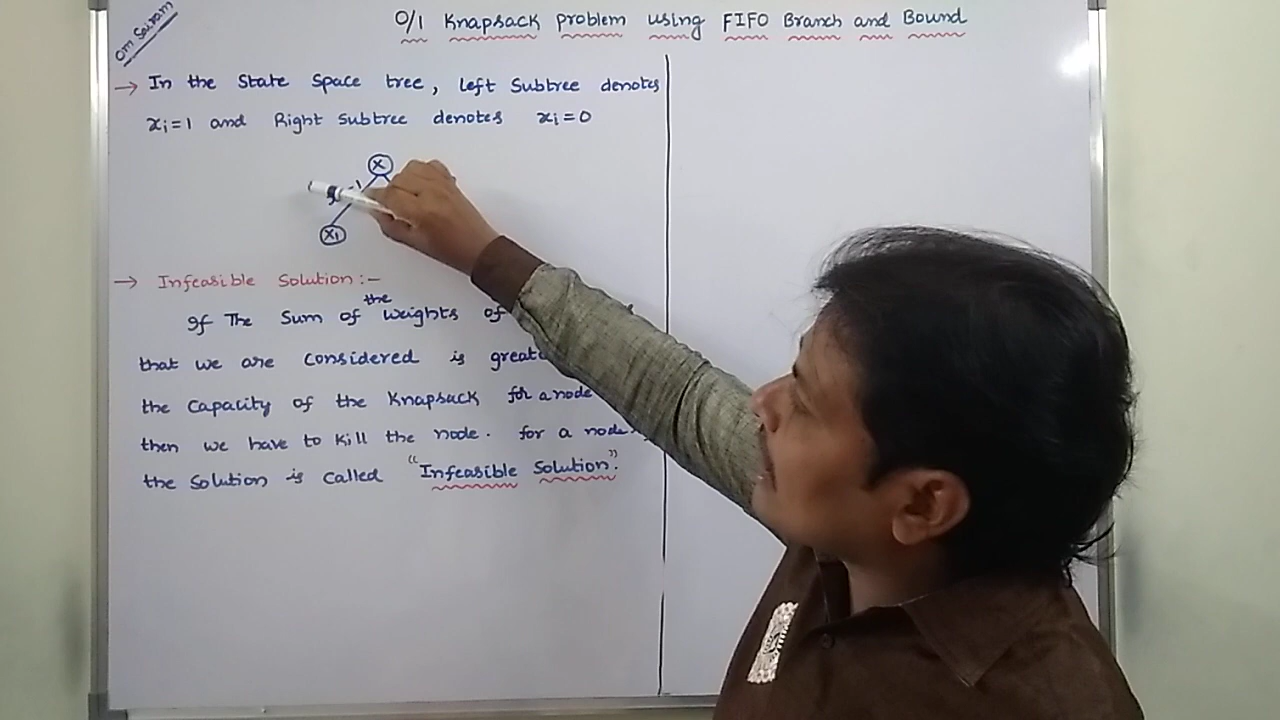 Om Sairam
0/1 Knapsack Problem using FIFO Branch and Bound
→ In the State Space tree, left Subtree denotes
xi=1 and Right Subtree denotes xi=0
X
X1
→ Infeasible Solution:-
If The Sum of the weights of
that we are considered is
the Capacity of the Knapsack for a node
then we have to kill the node. for a node
the Solution is called "Infeasible Solution".